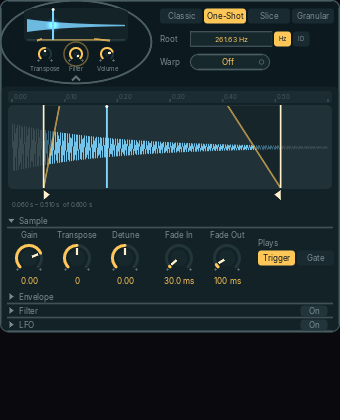 Classic One-Shot Slice Granular
Transpose Filter Volume
Root 261.63 Hz Hz
Warp Off
0.00 0.10 0.20 0.30 0.40 0.50
0.060 s - 0.510 s of 0.600 s
Sample
Gain Transpose Detune Fade In Fade Out
Plays
Trigger Gate
0.00 0 0.00 30.0 ms 100 ms
Envelope
Filter On
LFO On